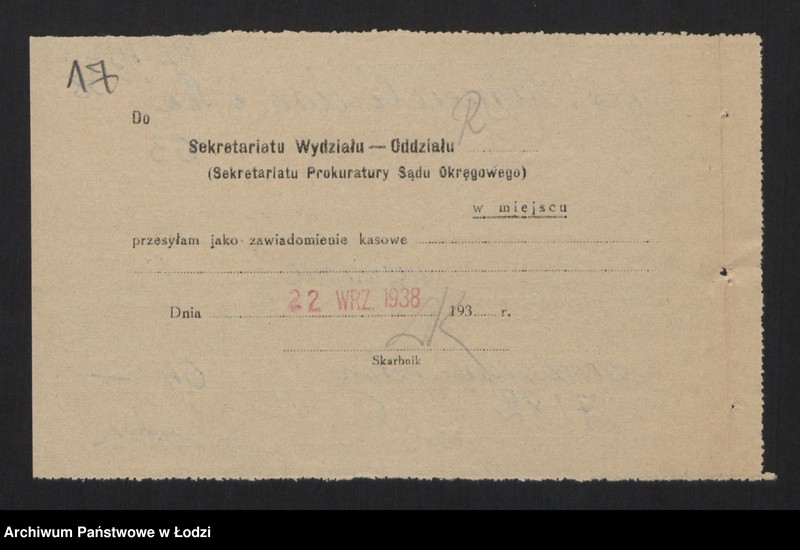 17
Do
Sekretariatu Wydziału — Oddziału R
(Sekretariatu Prokuratury Sądu Okręgowego)
w miejscu
przesyłam jako zawiadomienie kasowe
Dnia 22 WRZ. 1938 193 r.
Skarbnik
Archiwum Państwowe w Łodzi